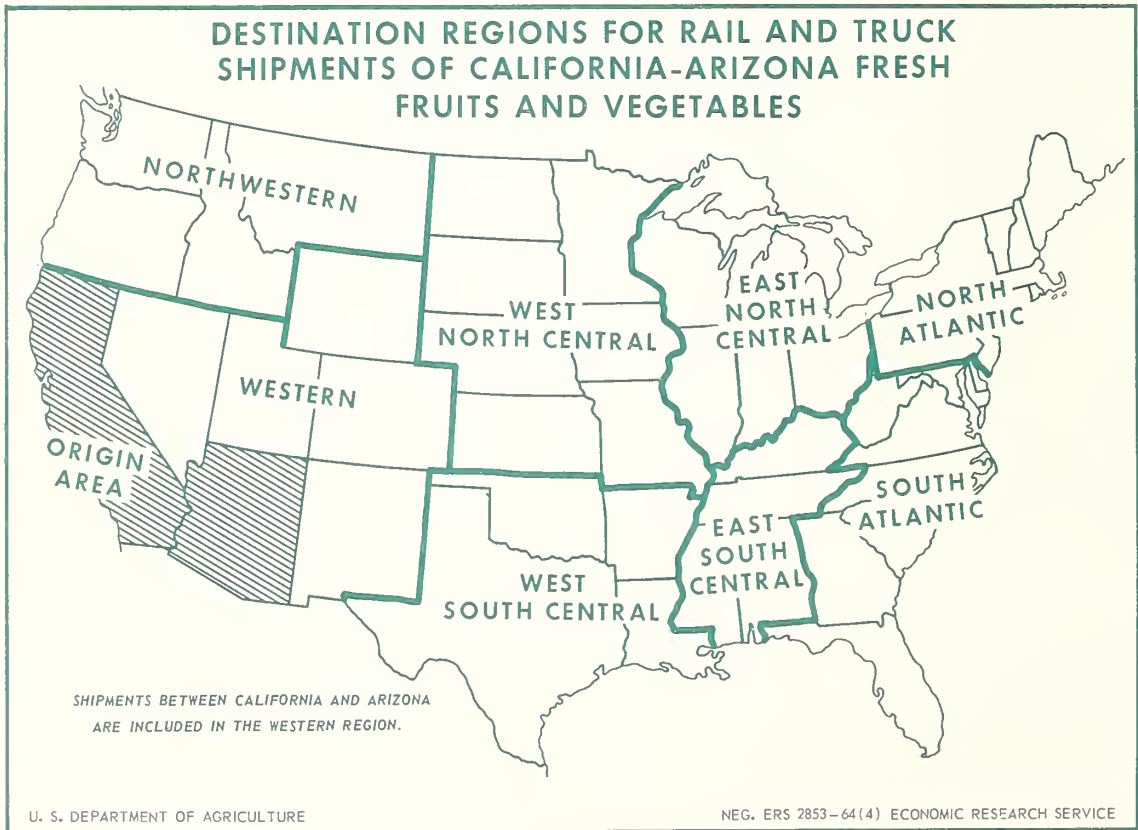 DESTINATION REGIONS FOR RAIL AND TRUCK
SHIPMENTS OF CALIFORNIA-ARIZONA FRESH
FRUITS AND VEGETABLES
NORTHWESTERN
WEST
NORTH CENTRAL
EAST
NORTH
CENTRAL
NORTH
ATLANTIC
WESTERN
ORIGIN
AREA
SOUTH
ATLANTIC
EAST
SOUTH
CENTRAL
WEST
SOUTH CENTRAL
SHIPMENTS BETWEEN CALIFORNIA AND ARIZONA
ARE INCLUDED IN THE WESTERN REGION.
U. S. DEPARTMENT OF AGRICULTURE
NEG. ERS 2853-64(4) ECONOMIC RESEARCH SERVICE